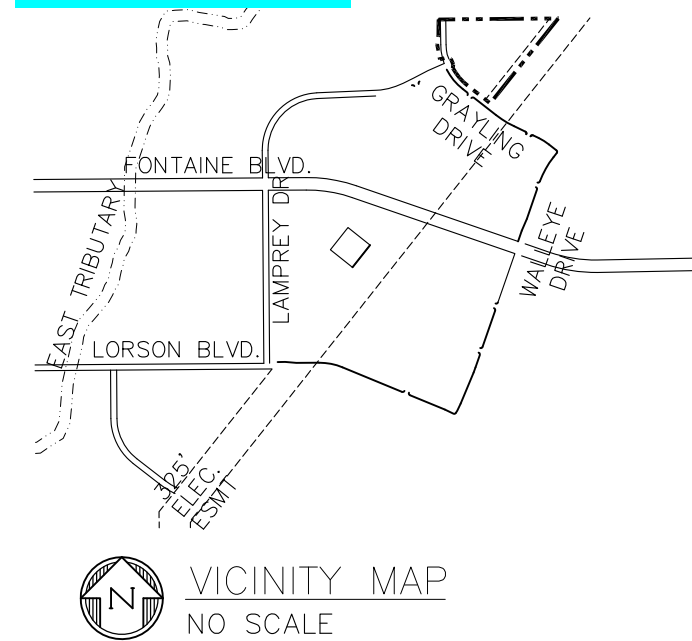 GRAYLING
DRIVE
FONTAINE BLVD.
EAST TRIBUTARY
LAMPREY DR
WALLEYE
DRIVE
LORSON BLVD.
325'
ELEC.
ESMT
N
VICINITY MAP
NO SCALE